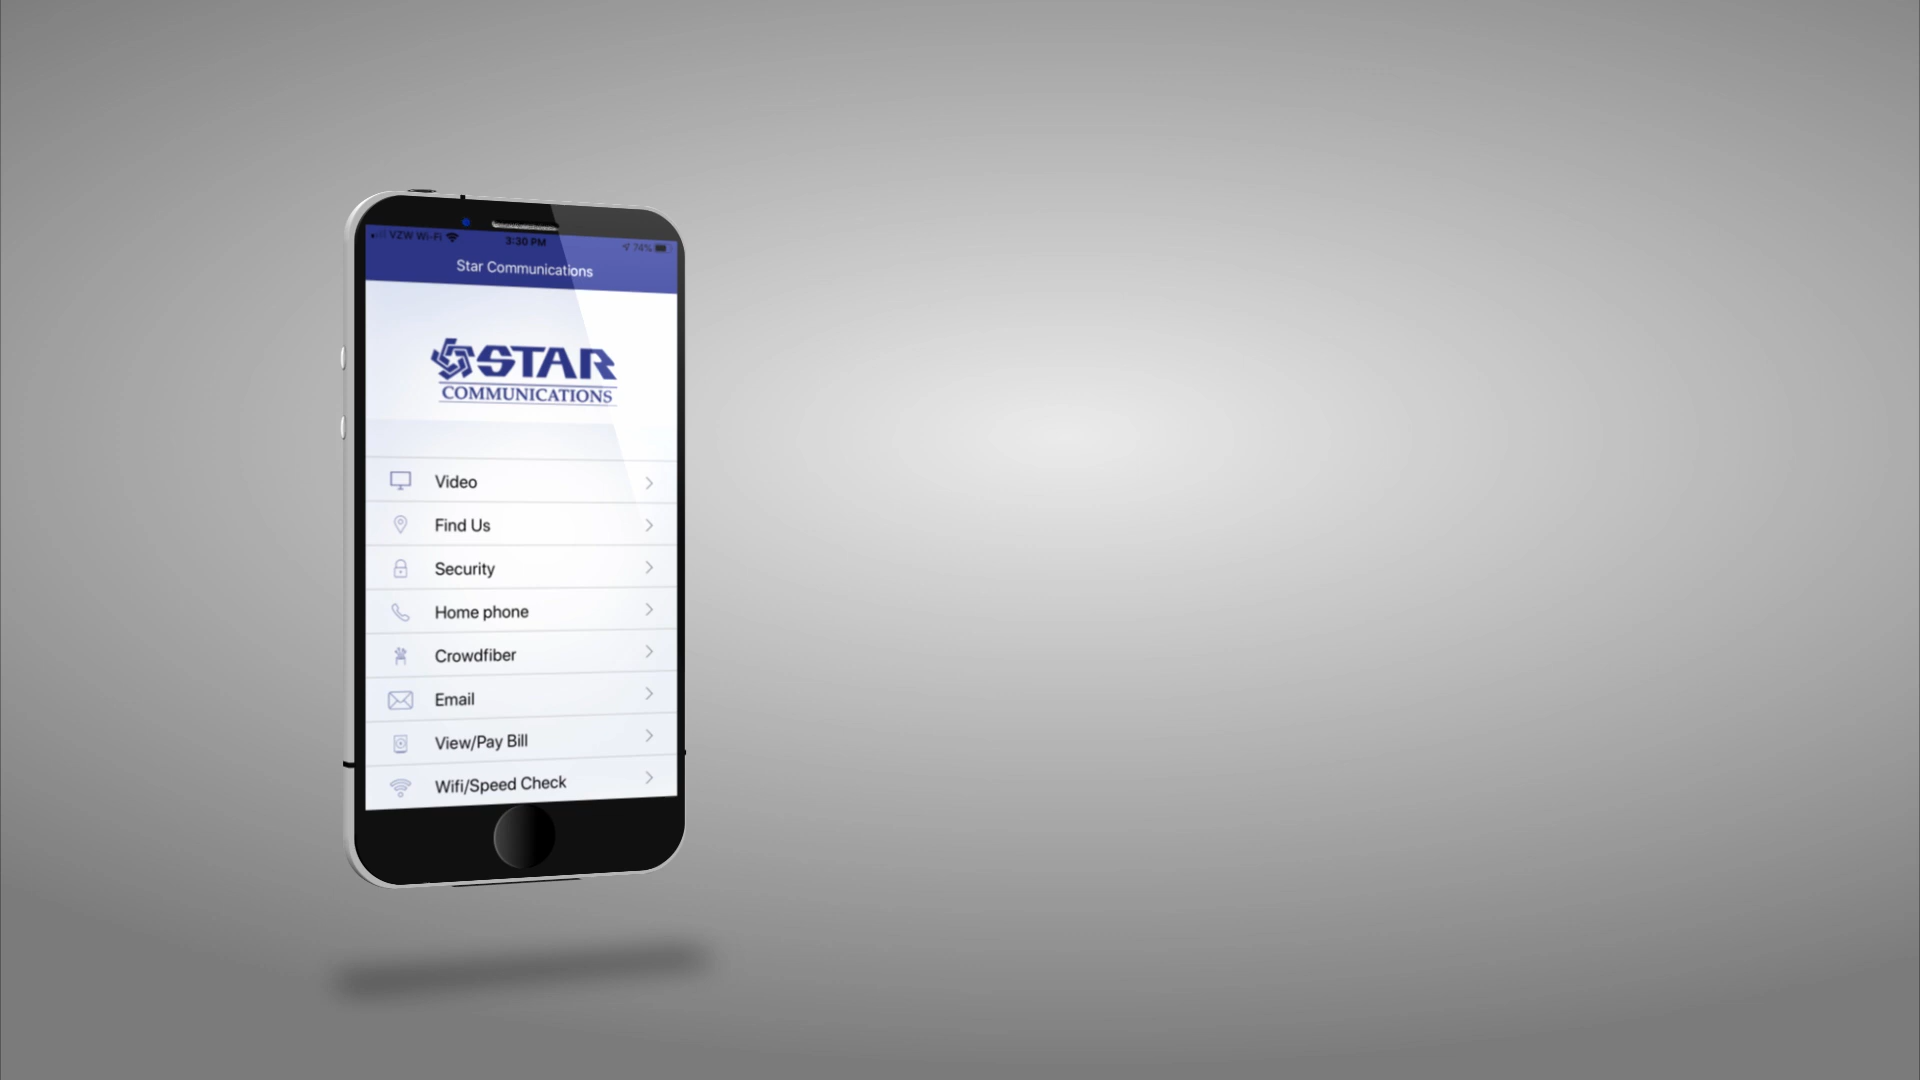 VZW Wi-Fi 3:30 PM 74%
Star Communications
STAR
COMMUNICATIONS
Video
Find Us
Security
Home phone
Crowdfiber
Email
View/Pay Bill
Wifi/Speed Check